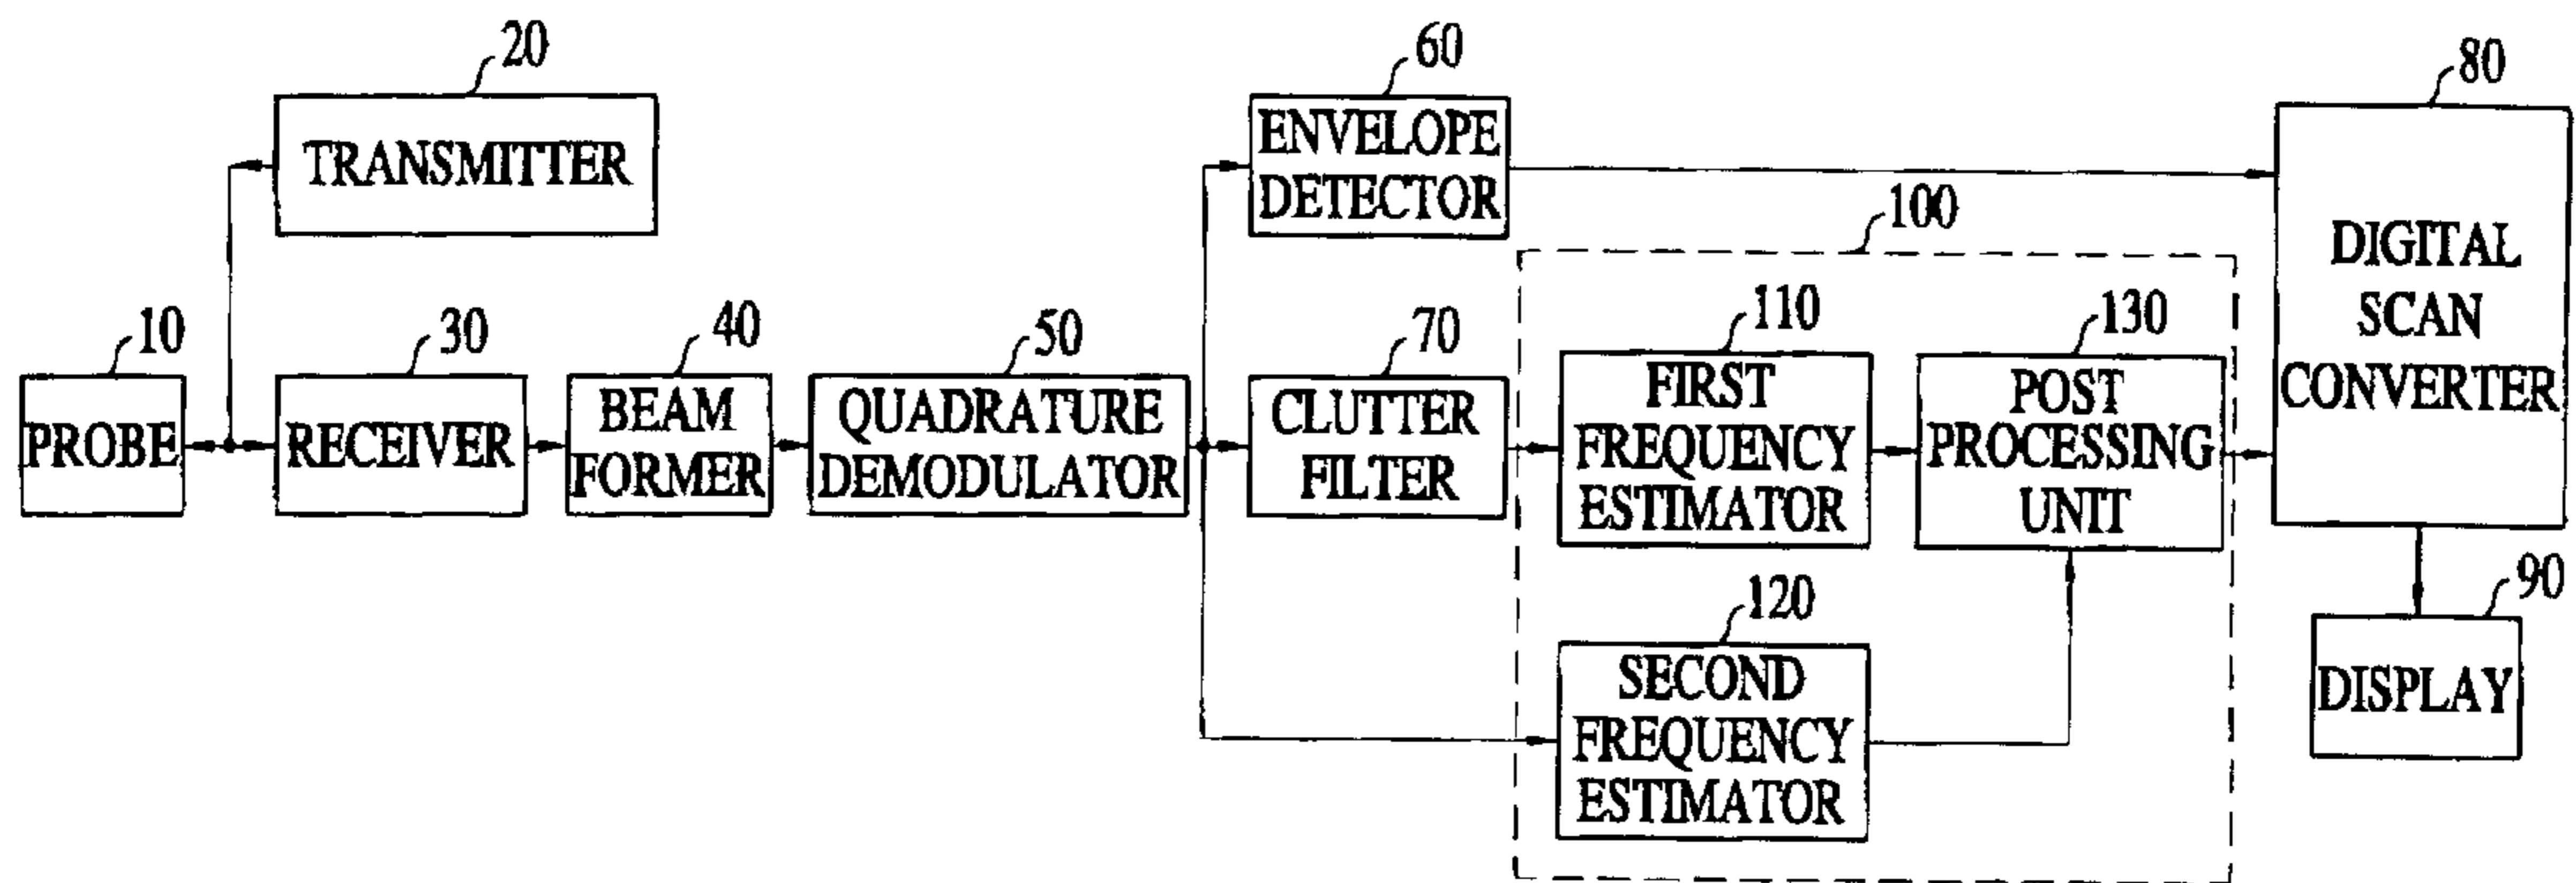 20
TRANSMITTER
60
ENVELOPE
DETECTOR
80
DIGITAL
SCAN
CONVERTER
100
10
PROBE
30
RECEIVER
40
BEAM
FORMER
50
QUADRATURE
DEMODULATOR
70
CLUTTER
FILTER
110
FIRST
FREQUENCY
ESTIMATOR
130
POST
PROCESSING
UNIT
120
SECOND
FREQUENCY
ESTIMATOR
90
DISPLAY